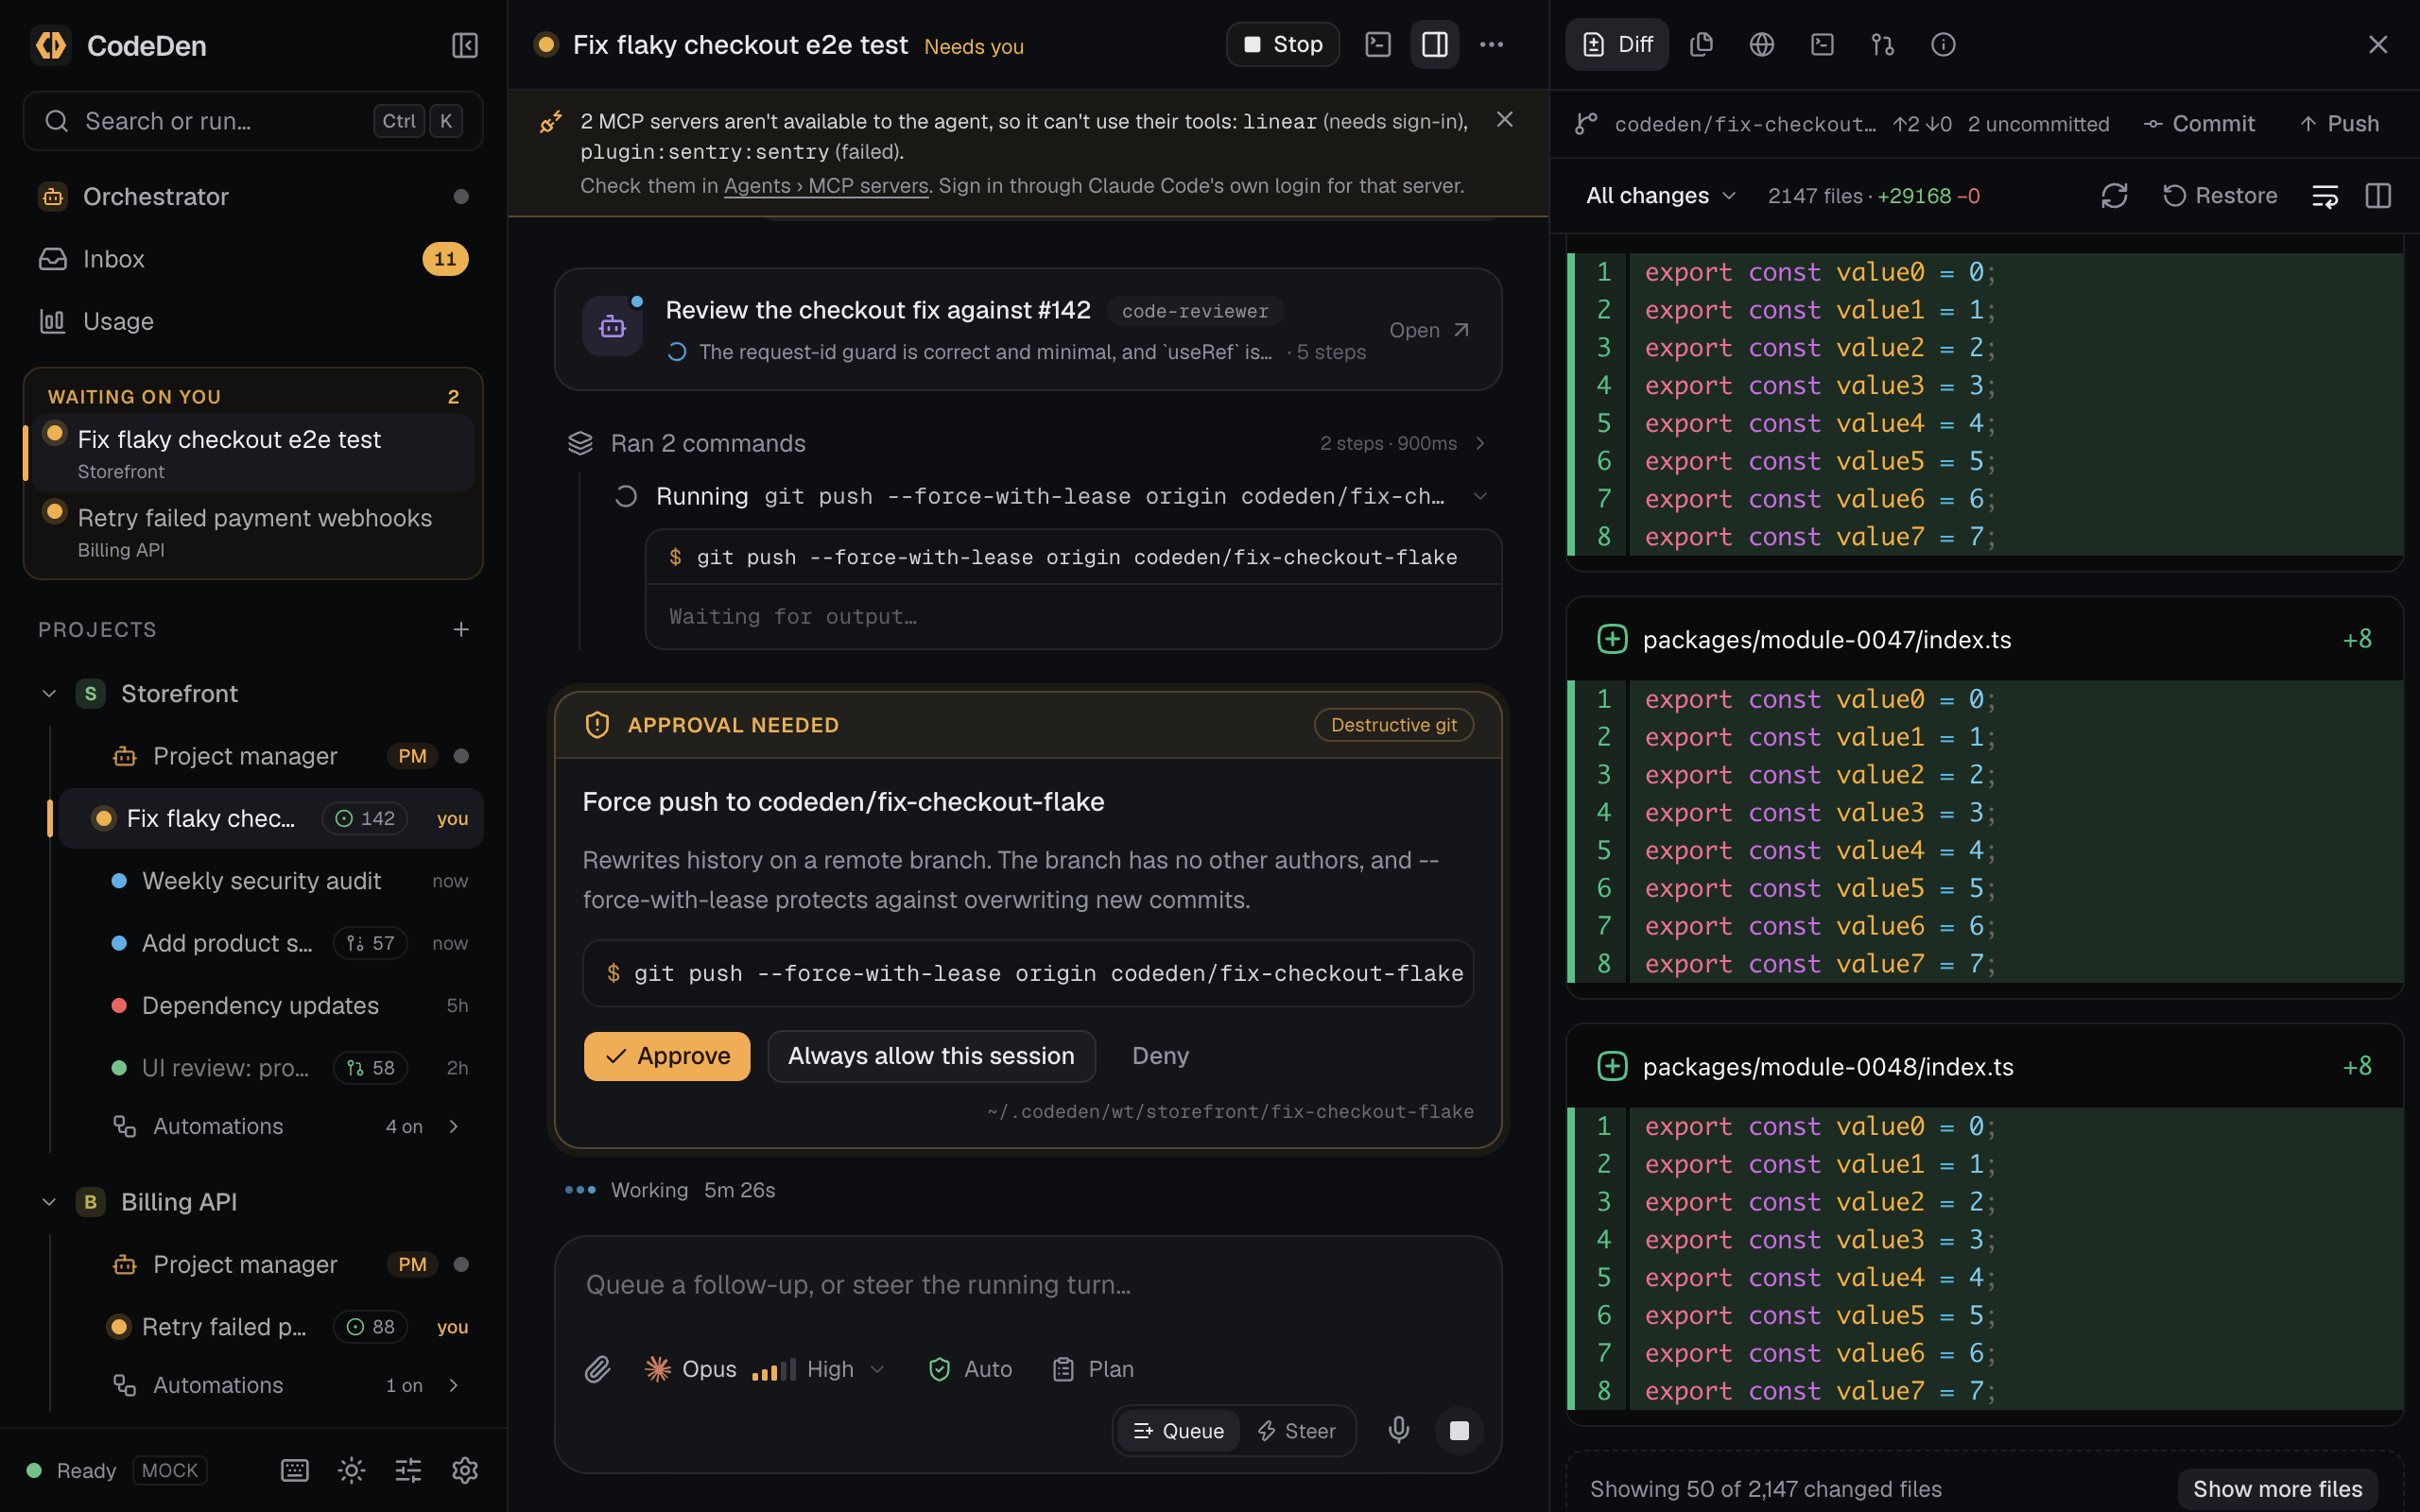 CodeDen
Search or run… Ctrl K
Orchestrator
Inbox 11
Usage
WAITING ON YOU 2
Fix flaky checkout e2e test
Storefront
Retry failed payment webhooks
Billing API
PROJECTS
S Storefront
Project manager PM
Fix flaky chec… 142 you
Weekly security audit now
Add product s… 57 now
Dependency updates 5h
UI review: pro… 58 2h
Automations 4 on
B Billing API
Project manager PM
Retry failed p… 88 you
Automations 1 on
Ready MOCK
Fix flaky checkout e2e test Needs you Stop
2 MCP servers aren't available to the agent, so it can't use their tools: linear (needs sign-in),
plugin:sentry:sentry (failed).
Check them in Agents › MCP servers. Sign in through Claude Code's own login for that server.
Review the checkout fix against #142 code-reviewer
The request-id guard is correct and minimal, and `useRef` is… · 5 steps
Open
Ran 2 commands 2 steps · 900ms
Running git push --force-with-lease origin codeden/fix-ch…
$ git push --force-with-lease origin codeden/fix-checkout-flake
Waiting for output…
APPROVAL NEEDED Destructive git
Force push to codeden/fix-checkout-flake
Rewrites history on a remote branch. The branch has no other authors, and --
force-with-lease protects against overwriting new commits.
$ git push --force-with-lease origin codeden/fix-checkout-flake
Approve Always allow this session Deny
~/.codeden/wt/storefront/fix-checkout-flake
Working 5m 26s
Queue a follow-up, or steer the running turn…
Opus High Auto Plan
Queue Steer
Diff
codeden/fix-checkout… ↑2 ↓0 2 uncommitted Commit Push
All changes 2147 files · +29168 −0 Restore
1 export const value0 = 0;
2 export const value1 = 1;
3 export const value2 = 2;
4 export const value3 = 3;
5 export const value4 = 4;
6 export const value5 = 5;
7 export const value6 = 6;
8 export const value7 = 7;
packages/module-0047/index.ts +8
1 export const value0 = 0;
2 export const value1 = 1;
3 export const value2 = 2;
4 export const value3 = 3;
5 export const value4 = 4;
6 export const value5 = 5;
7 export const value6 = 6;
8 export const value7 = 7;
packages/module-0048/index.ts +8
1 export const value0 = 0;
2 export const value1 = 1;
3 export const value2 = 2;
4 export const value3 = 3;
5 export const value4 = 4;
6 export const value5 = 5;
7 export const value6 = 6;
8 export const value7 = 7;
Showing 50 of 2,147 changed files Show more files